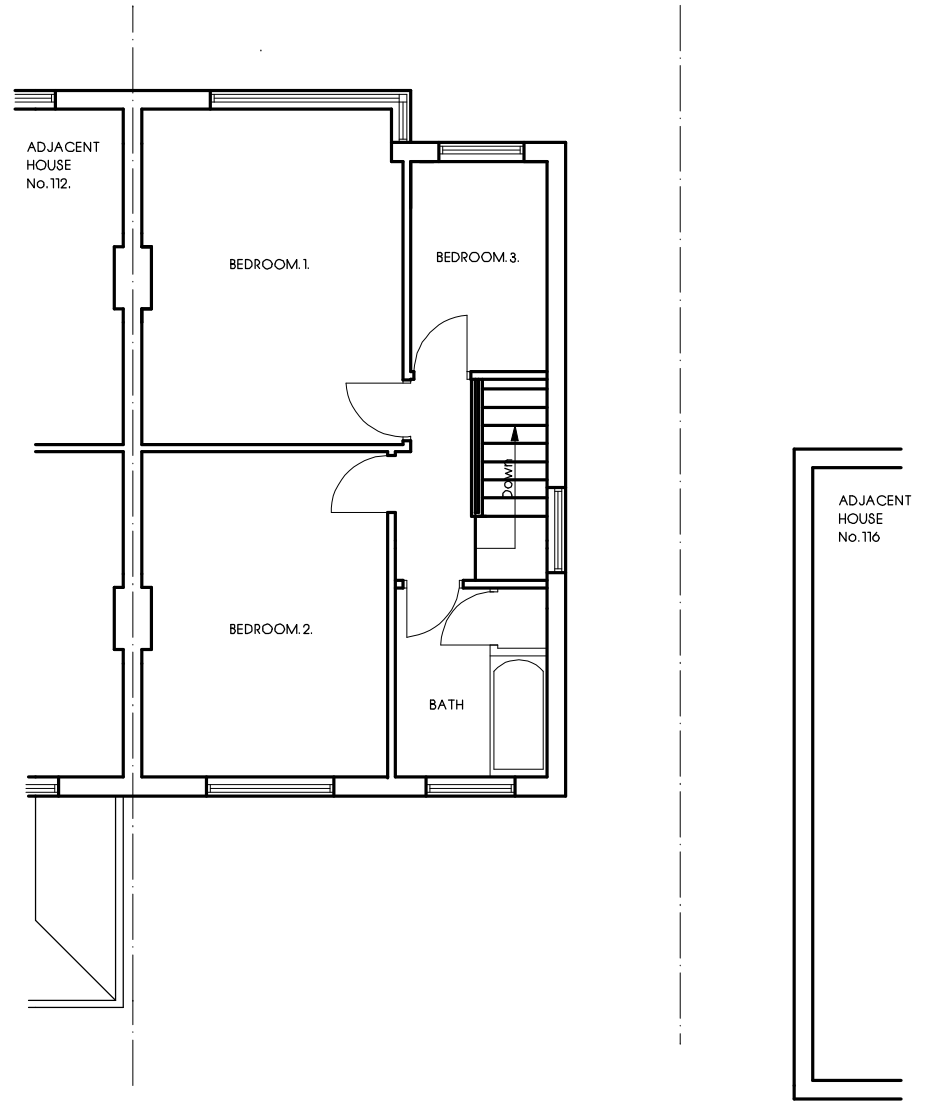 ADJACENT
HOUSE
No.112.
BEDROOM.1.
BEDROOM.3.
Down
ADJACENT
HOUSE
No.116
BEDROOM.2.
BATH